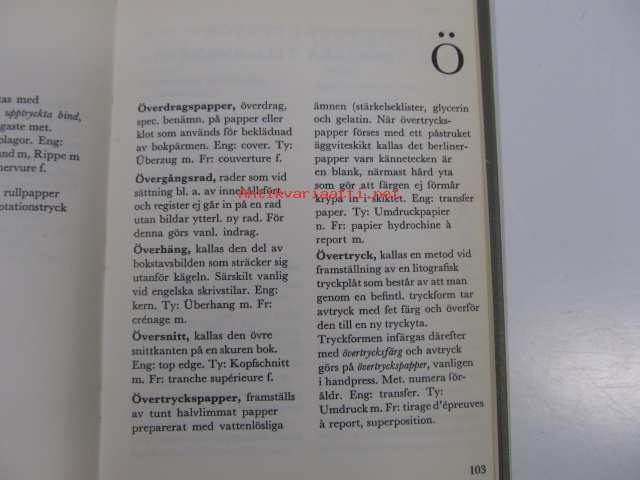 tas med
upptryckta bind,
gaste met.
plagor. Eng:
nd m, Rippe m
nervure f.
rullpapper
otationstryck
Ö
Överdragspapper, överdrag,
spec. benämn. på papper eller
klot som används för beklädnad
av bokpärmen. Eng: cover. Ty:
Überzug m. Fr: couverture f.
Övergångsrad, rader som vid
sättning bl. a. av innehållsfört.
och register ej går in i en rad
utan bildar ytterl. ny rad. För
denna görs vanl. indrag.
Överhäng, kallas den del av
bokstavsbilden som sträcker sig
utanför kägeln. Särskilt vanlig
vid engelska skrivstilar. Eng:
kern. Ty: Überhang m. Fr:
crénage m.
Översnitt, kallas den övre
snittkanten på en skuren bok.
Eng: top edge. Ty: Kopfschnitt
m. Fr: tranche supérieure f.
Övertryckspapper, framställs
av tunt halvlimmat papper
preparerat med vattenlösliga
ämnen (stärkelseklister, glycerin
och gelatin). När övertrycks-
papper förses med ett påstruket
äggviteskikt kallas det berliner-
papper vars kännetecken är
en blank, närmast hård yta
som gör att färgen ej förmår
krypa in i skiktet. Eng: transfer
paper. Ty: Umdruckpapier
n. Fr: papier hydrochine à
report m.
Övertryck, kallas en metod vid
framställning av en litografisk
tryckplåt som består av att man
genom en befintl. tryckform tar
avtryck med fet färg och överför
den till en ny tryckyta.
Tryckformen infärgas därefter
med övertrycksfärg och avtryck
görs på övertryckspapper, vanligen
i handpress. Met. numera för-
åldr. Eng: transfer. Ty:
Umdruck m. Fr: tirage d'épreuves
à report, superposition.
103
antikvariaatti.net